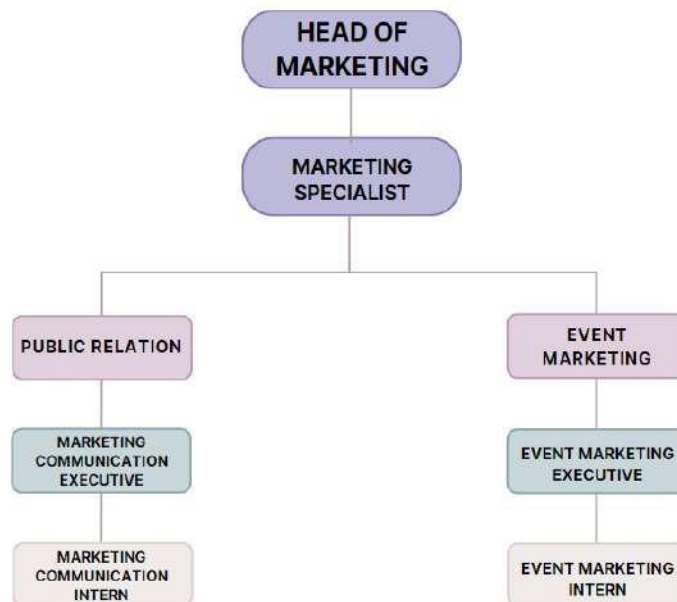 HEAD OF
MARKETING
MARKETING
SPECIALIST
PUBLIC RELATION
EVENT
MARKETING
MARKETING
COMMUNICATION
EXECUTIVE
EVENT MARKETING
EXECUTIVE
MARKETING
COMMUNICATION
INTERN
EVENT MARKETING
INTERN